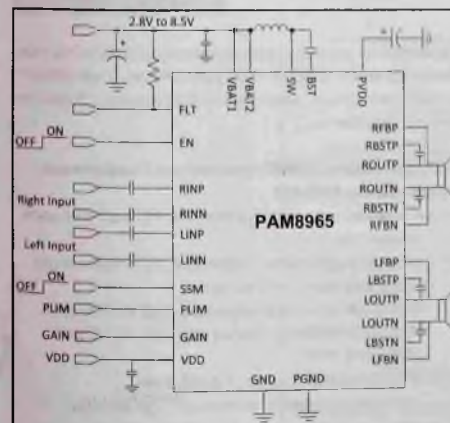 2.8V to 8.5V
VBAT1
VBAT2
SW
BST
PVDD
FLT
ON
OFF
EN
RINP
Right Input
RINN
LINP
Left Input
LINN
ON
OFF
SSM
PLIM
PLIM
GAIN
GAIN
VDD
VDD
PAM8965
RFBP
RBSTP
ROUTP
ROUTN
RBSTN
RFBN
LFBP
LBSTP
LOUTP
LOUTN
LBSTN
LFBN
GND
PGND